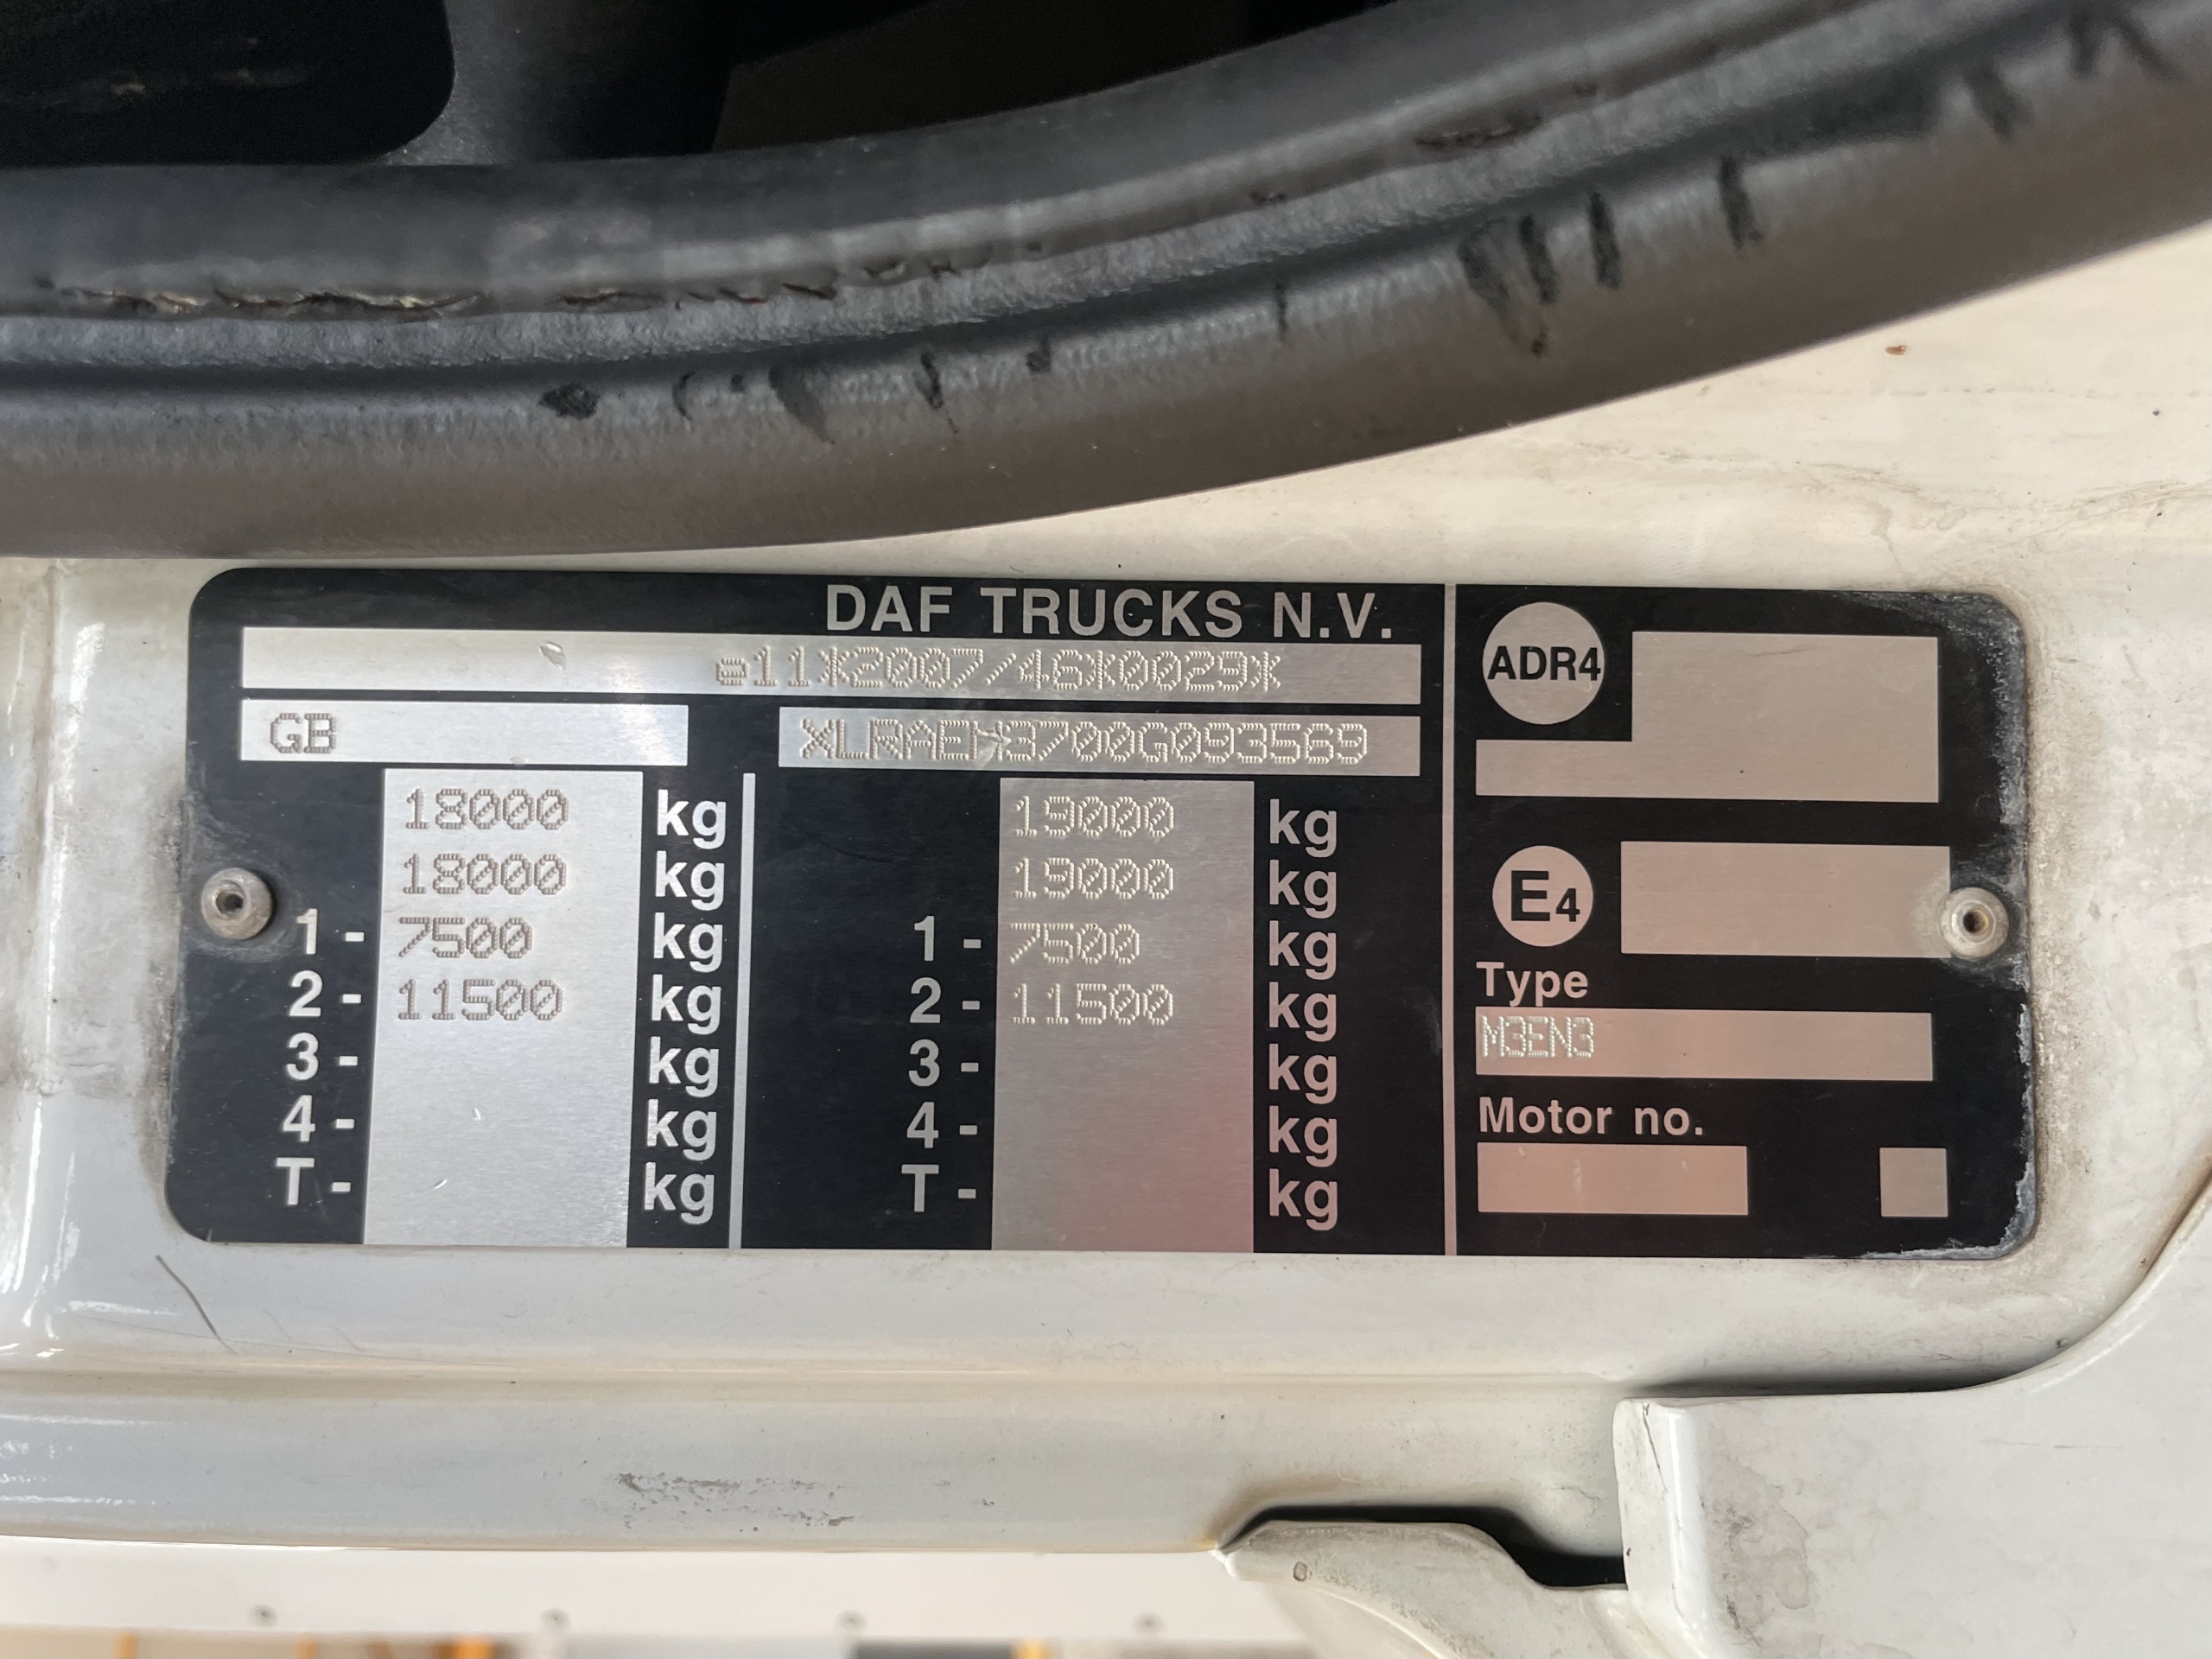 DAF TRUCKS N.V.
e11*2007/46*0029*
GB XLRAEM3700G093569
18000 kg 19000 kg
18000 kg 19000 kg
1 - 7500 kg 1 - 7500 kg
2 - 11500 kg 2 - 11500 kg
3 - kg 3 - kg
4 - kg 4 - kg
T - kg T - kg
ADR4
E4
Type
M3EN3
Motor no.